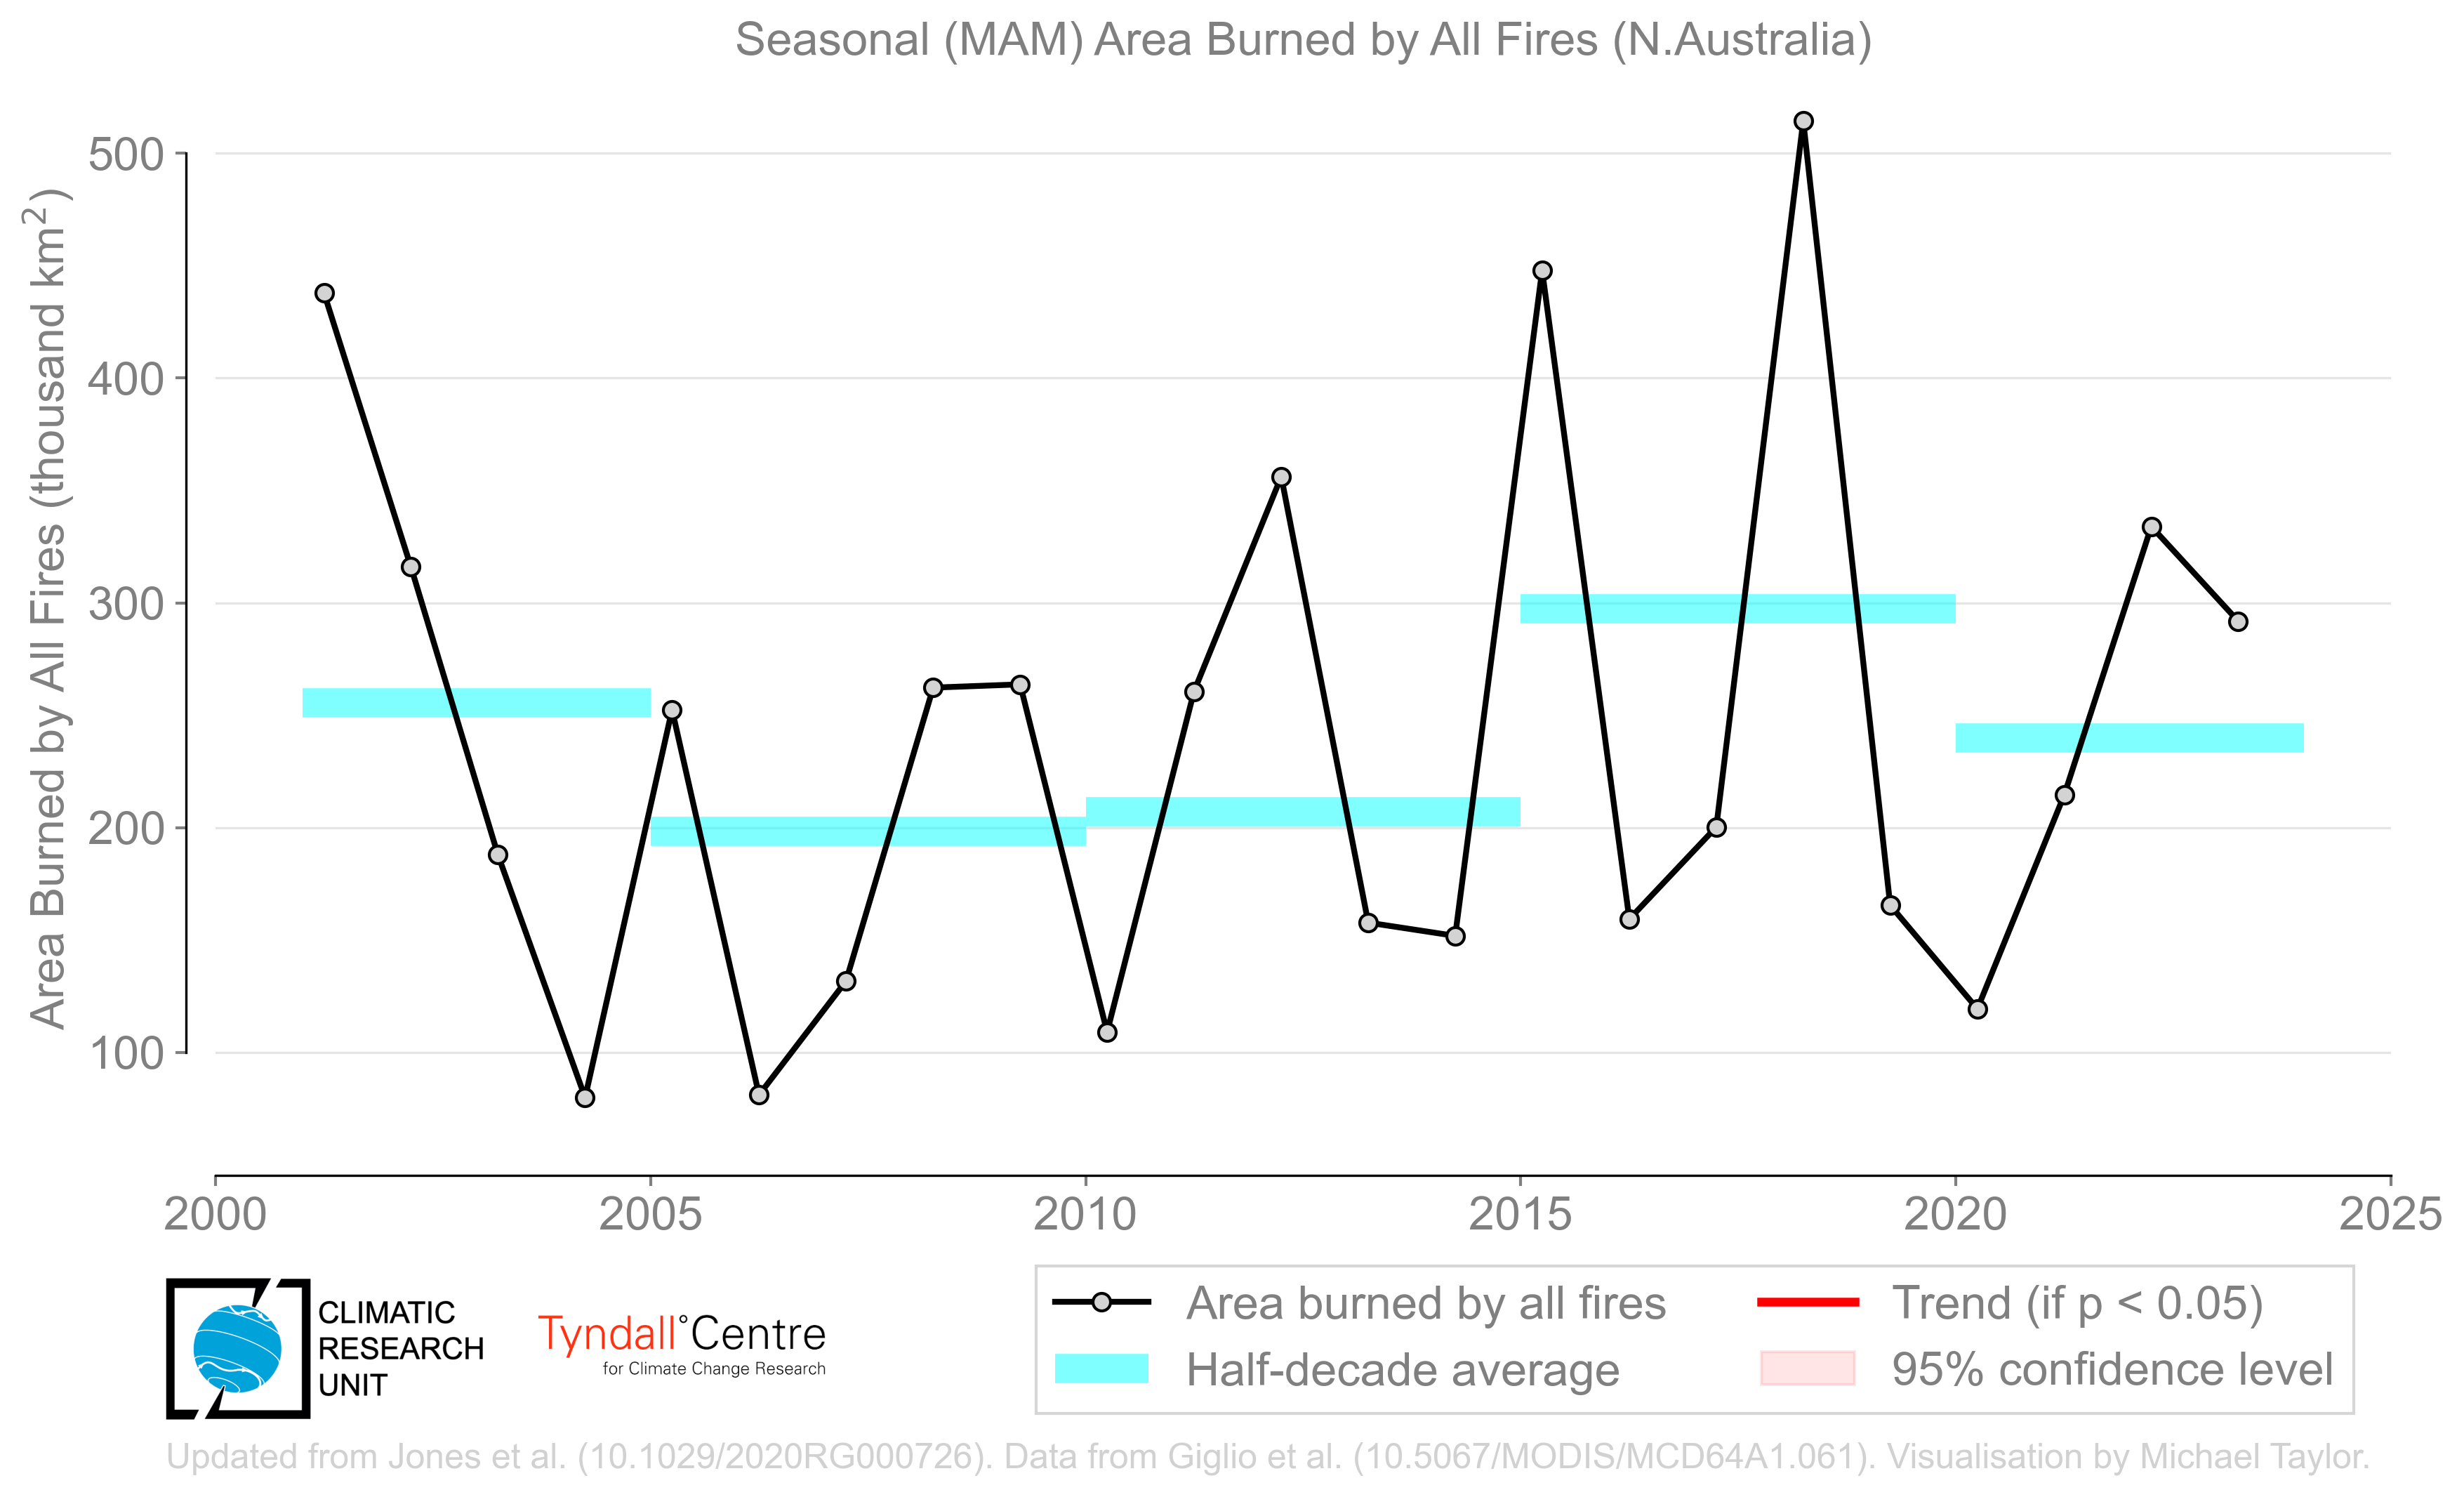 Seasonal (MAM) Area Burned by All Fires (N.Australia)
Area Burned by All Fires (thousand km²)
500
400
300
200
100
2000 2005 2010 2015 2020 2025
CLIMATIC
RESEARCH
UNIT
Tyndall°Centre
for Climate Change Research
Area burned by all fires
Half-decade average
Trend (if p < 0.05)
95% confidence level
Updated from Jones et al. (10.1029/2020RG000726). Data from Giglio et al. (10.5067/MODIS/MCD64A1.061). Visualisation by Michael Taylor.